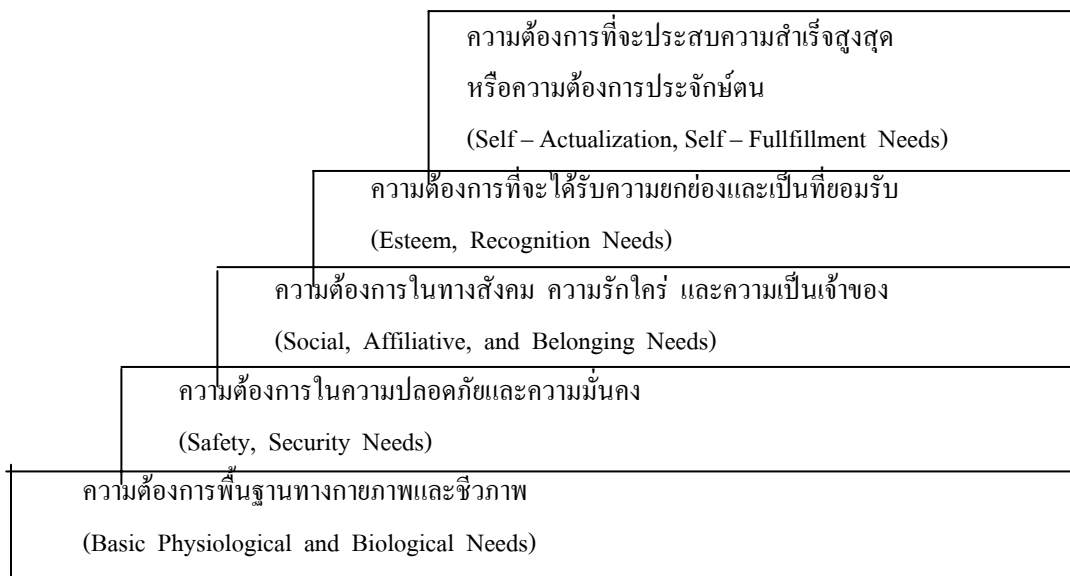 ความต้องการที่จะประสบความสำเร็จสูงสุด
หรือความต้องการประจักษ์ตน
(Self – Actualization, Self – Fullfillment Needs)
ความต้องการที่จะได้รับความยกย่องและเป็นที่ยอมรับ
(Esteem, Recognition Needs)
ความต้องการในทางสังคม ความรักใคร่ และความเป็นเจ้าของ
(Social, Affiliative, and Belonging Needs)
ความต้องการในความปลอดภัยและความมั่นคง
(Safety, Security Needs)
ความต้องการพื้นฐานทางกายภาพและชีวภาพ
(Basic Physiological and Biological Needs)